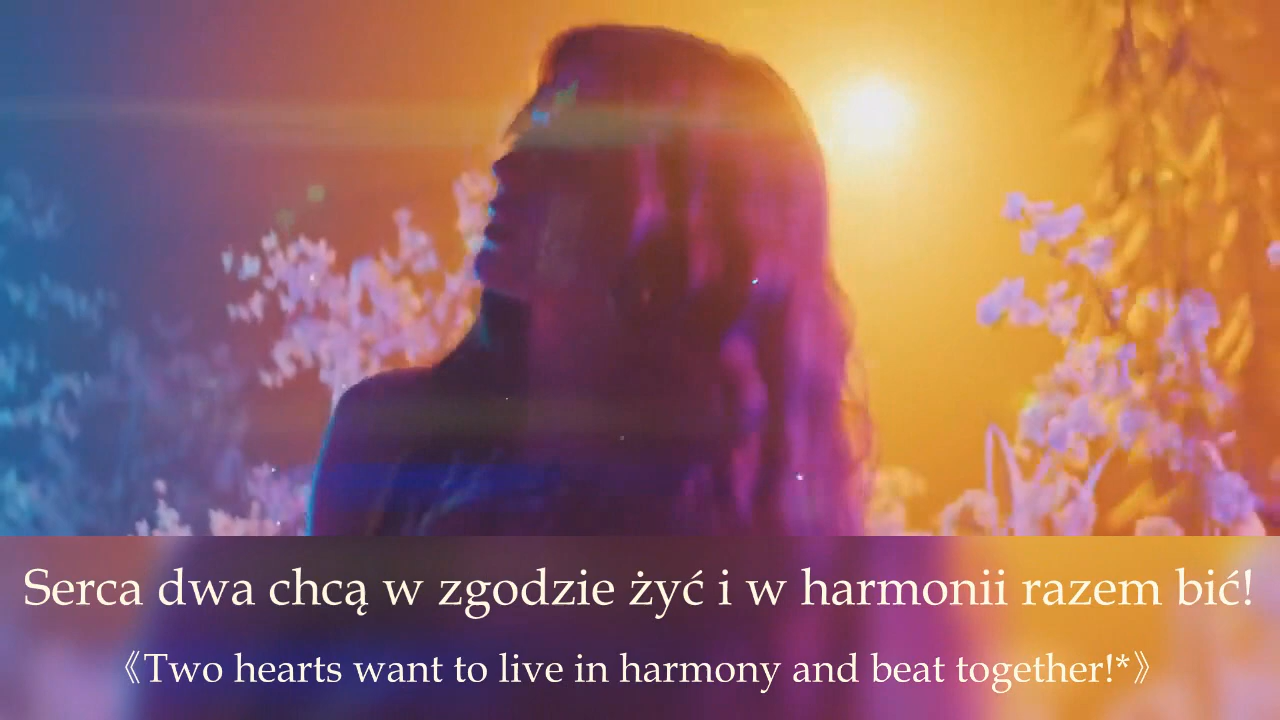 Serca dwa chcą w zgodzie żyć i w harmonii razem bić!
《Two hearts want to live in harmony and beat together!*》